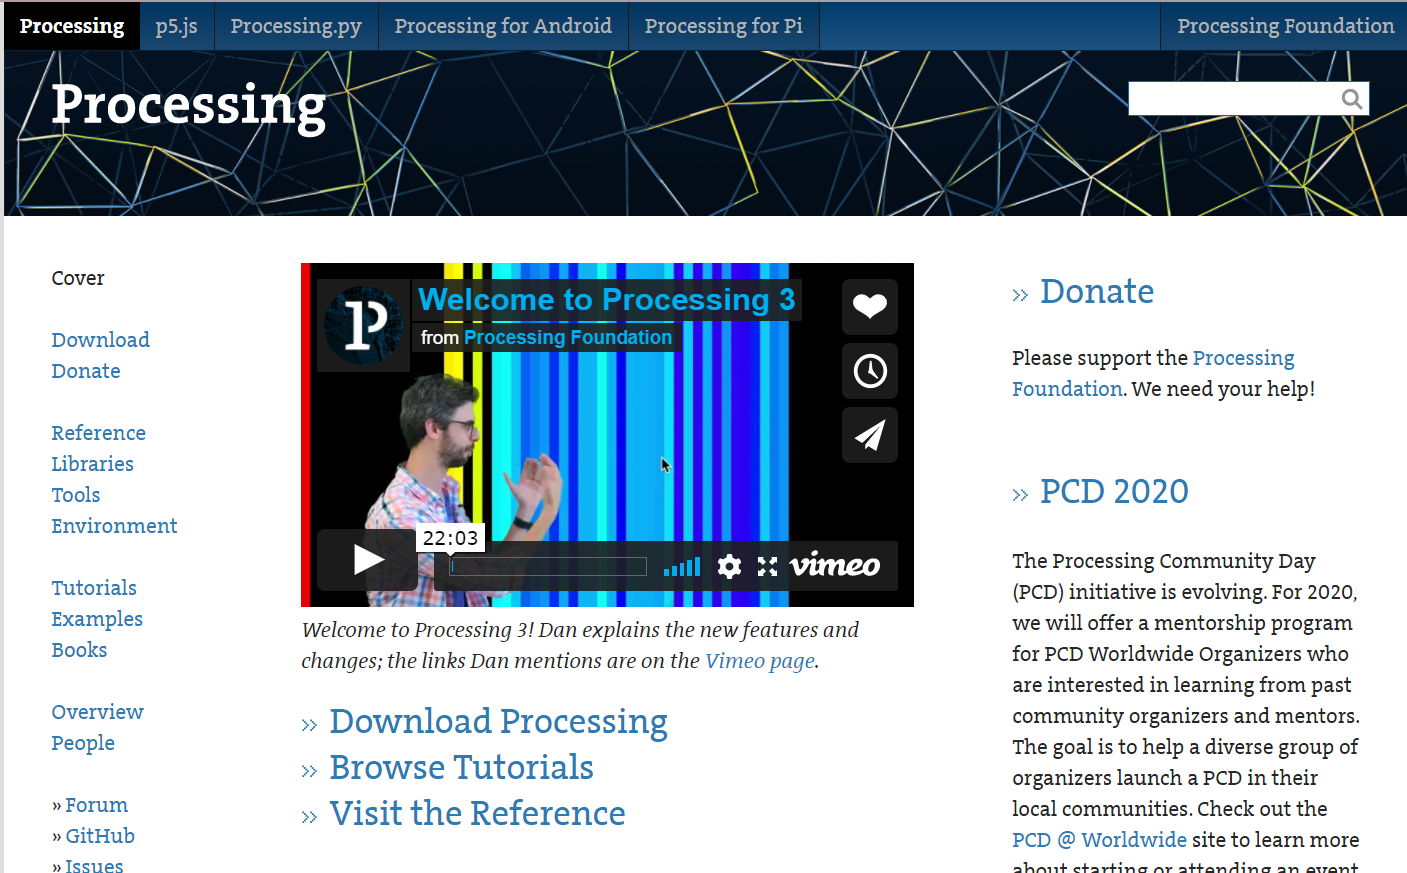 Processing
p5.js
Processing.py
Processing for Android
Processing for Pi
Processing Foundation
Processing
Cover
Download
Donate
Reference
Libraries
Tools
Environment
Tutorials
Examples
Books
Overview
People
» Forum
» GitHub
» Issues
P
Welcome to Processing 3
from Processing Foundation
22:03
vimeo
Welcome to Processing 3! Dan explains the new features and
changes; the links Dan mentions are on the Vimeo page.
» Download Processing
» Browse Tutorials
» Visit the Reference
» Donate
Please support the Processing
Foundation. We need your help!
» PCD 2020
The Processing Community Day
(PCD) initiative is evolving. For 2020,
we will offer a mentorship program
for PCD Worldwide Organizers who
are interested in learning from past
community organizers and mentors.
The goal is to help a diverse group of
organizers launch a PCD in their
local communities. Check out the
PCD @ Worldwide site to learn more
about starting or attending an event